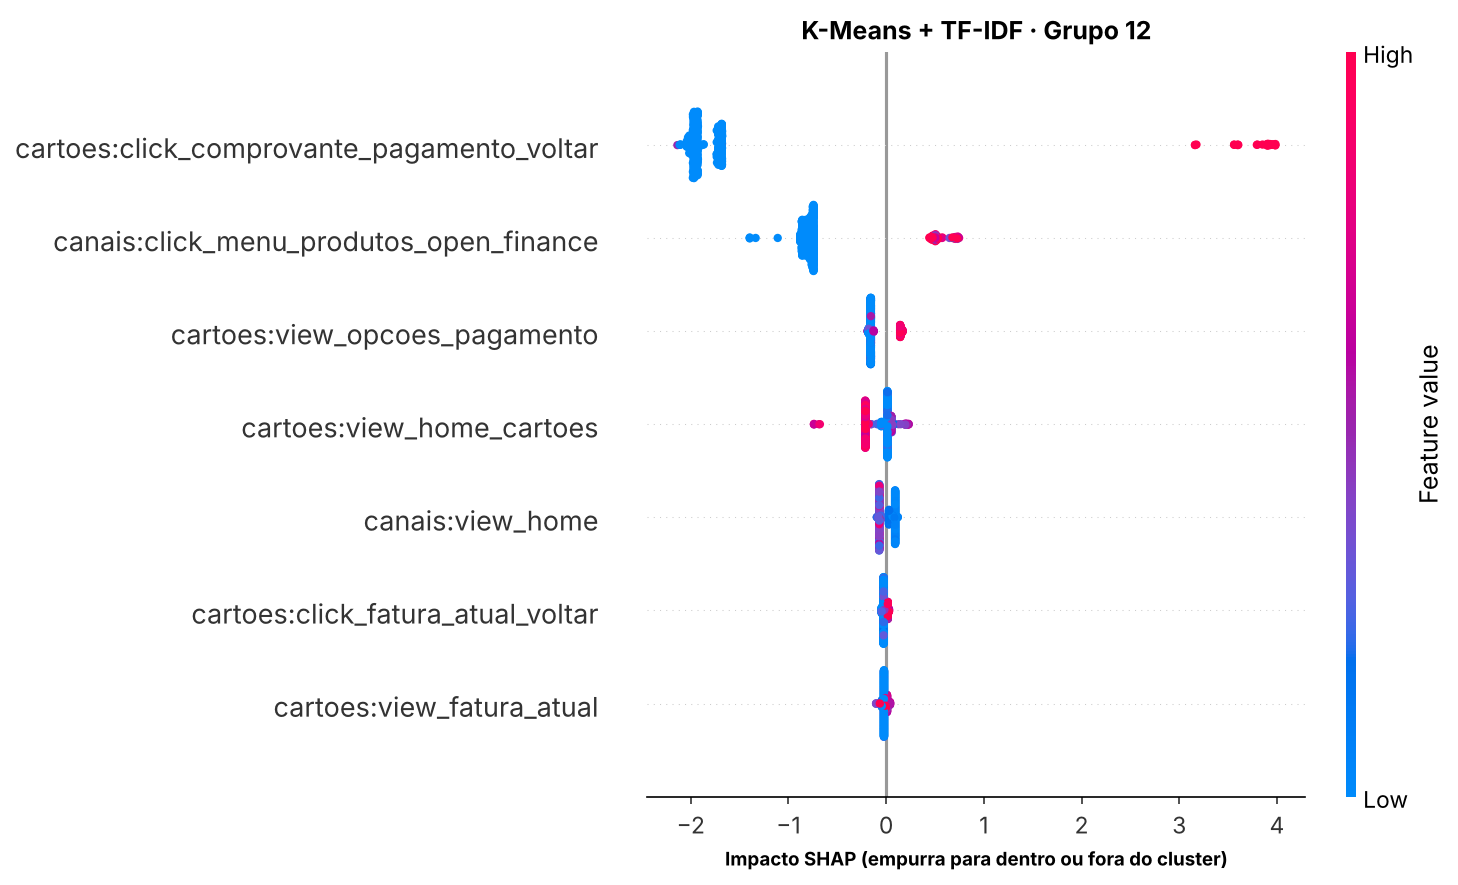 K-Means + TF-IDF · Grupo 12
High
cartoes:click_comprovante_pagamento_voltar
canais:click_menu_produtos_open_finance
cartoes:view_opcoes_pagamento
cartoes:view_home_cartoes
canais:view_home
cartoes:click_fatura_atual_voltar
cartoes:view_fatura_atual
Feature value
Low
−2 −1 0 1 2 3 4
Impacto SHAP (empurra para dentro ou fora do cluster)